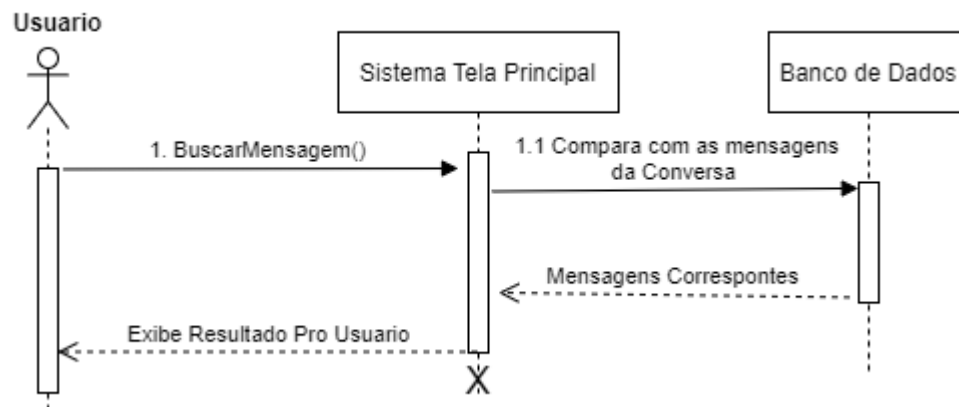 Usuario
Sistema Tela Principal
Banco de Dados
1. BuscarMensagem()
1.1 Compara com as mensagens
da Conversa
Mensagens Correspontes
Exibe Resultado Pro Usuario
X